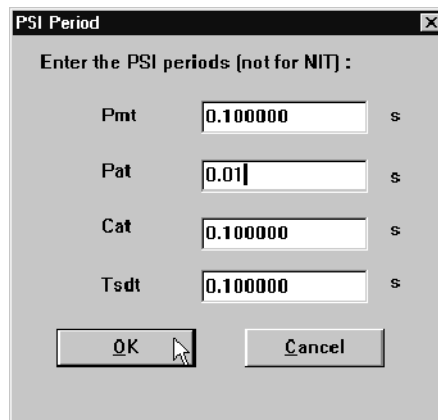 PSI Period
Enter the PSI periods (not for NIT) :
Pmt 0.100000 s
Pat 0.01 s
Cat 0.100000 s
Tsdt 0.100000 s
OK Cancel